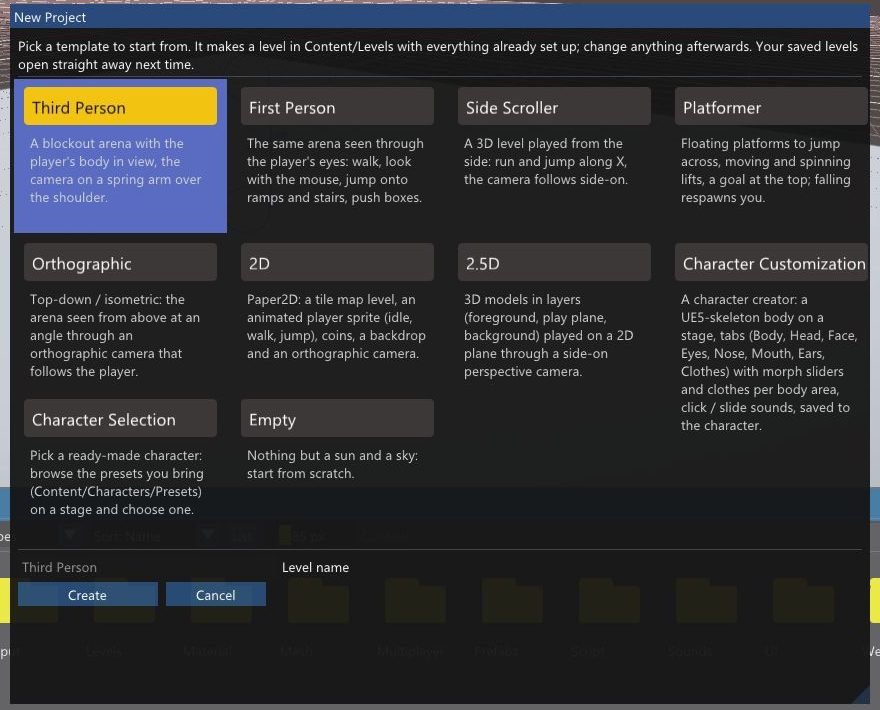 New Project
Pick a template to start from. It makes a level in Content/Levels with everything already set up; change anything afterwards. Your saved levels
open straight away next time.
Third Person
A blockout arena with the
player's body in view, the
camera on a spring arm over
the shoulder.
First Person
The same arena seen through
the player's eyes: walk, look
with the mouse, jump onto
ramps and stairs, push boxes.
Side Scroller
A 3D level played from the
side: run and jump along X,
the camera follows side-on.
Platformer
Floating platforms to jump
across, moving and spinning
lifts, a goal at the top; falling
respawns you.
Orthographic
Top-down / isometric: the
arena seen from above at an
angle through an
orthographic camera that
follows the player.
2D
Paper2D: a tile map level, an
animated player sprite (idle,
walk, jump), coins, a backdrop
and an orthographic camera.
2.5D
3D models in layers
(foreground, play plane,
background) played on a 2D
plane through a side-on
perspective camera.
Character Customization
A character creator: a
UE5-skeleton body on a
stage, tabs (Body, Head, Face,
Eyes, Nose, Mouth, Ears,
Clothes) with morph sliders
and clothes per body area,
click / slide sounds, saved to
the character.
Character Selection
Pick a ready-made character:
browse the presets you bring
(Content/Characters/Presets)
on a stage and choose one.
Empty
Nothing but a sun and a sky:
start from scratch.
Sort: Name
Third Person
Level name
Create
Cancel
Levels
Material
Mesh
Multiplayer
Prefabs
Script
Sounds
UI